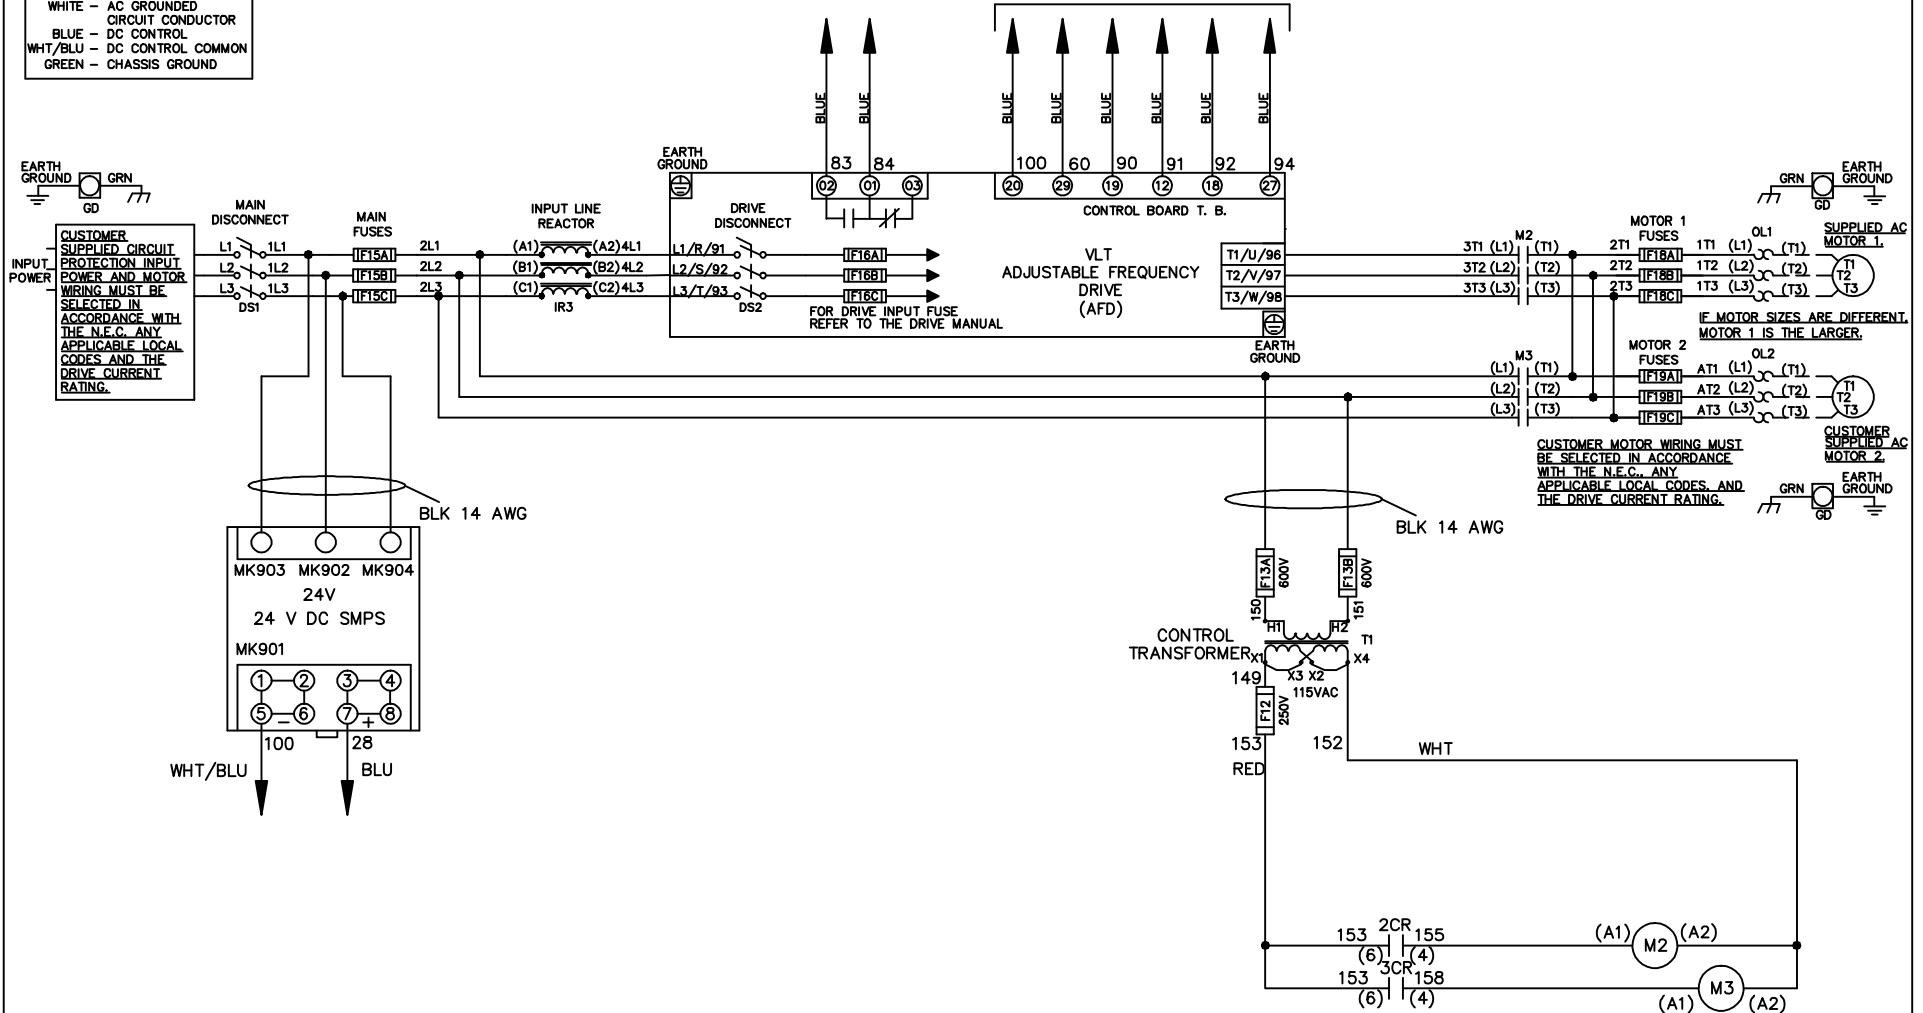 WHITE – AC GROUNDED
CIRCUIT CONDUCTOR
BLUE – DC CONTROL
WHT/BLU – DC CONTROL COMMON
GREEN – CHASSIS GROUND
BLUE
BLUE
BLUE
BLUE
BLUE
BLUE
BLUE
BLUE
EARTH
GROUND
GRN
GD
INPUT
POWER
CUSTOMER
SUPPLIED CIRCUIT
PROTECTION INPUT
POWER AND MOTOR
WIRING MUST BE
SELECTED IN
ACCORDANCE WITH
THE N.E.C. ANY
APPLICABLE LOCAL
CODES AND THE
DRIVE CURRENT
RATING.
MAIN
DISCONNECT
L1 1L1
L2 1L2
L3 1L3
DS1
MAIN
FUSES
F15A
F15B
F15C
2L1
2L2
2L3
INPUT LINE
REACTOR
(A1) (A2)4L1
(B1) (B2)4L2
(C1) (C2)4L3
IR3
EARTH
GROUND
83 84
02 01 03
100 60 90 91 92 94
20 29 19 12 18 27
CONTROL BOARD T. B.
DRIVE
DISCONNECT
L1/R/91
L2/S/92
L3/T/93
DS2
F16A
F16B
F16C
FOR DRIVE INPUT FUSE
REFER TO THE DRIVE MANUAL
VLT
ADJUSTABLE FREQUENCY
DRIVE
(AFD)
T1/U/96
T2/V/97
T3/W/98
EARTH
GROUND
M2
3T1 (L1) (T1)
3T2 (L2) (T2)
3T3 (L3) (T3)
MOTOR 1
FUSES
2T1 F18A 1T1 (L1) (T1)
2T2 F18B 1T2 (L2) (T2)
2T3 F18C 1T3 (L3) (T3)
OL1
GRN
GD
EARTH
GROUND
SUPPLIED AC
MOTOR 1.
T1
T2
T3
IF MOTOR SIZES ARE DIFFERENT,
MOTOR 1 IS THE LARGER.
M3
(L1) (T1)
(L2) (T2)
(L3) (T3)
MOTOR 2
FUSES
F19A AT1 (L1) (T1)
F19B AT2 (L2) (T2)
F19C AT3 (L3) (T3)
OL2
T1
T2
T3
CUSTOMER
SUPPLIED AC
MOTOR 2.
CUSTOMER MOTOR WIRING MUST
BE SELECTED IN ACCORDANCE
WITH THE N.E.C., ANY
APPLICABLE LOCAL CODES, AND
THE DRIVE CURRENT RATING.
GRN
GD
EARTH
GROUND
BLK 14 AWG
MK903 MK902 MK904
24V
24 V DC SMPS
MK901
1 2 3 4
5 – 6 7 + 8
100 28
WHT/BLU BLU
BLK 14 AWG
F13A 600V
F13B 600V
150 151
H1 H2
T1
CONTROL
TRANSFORMER
X1 X4
X3 X2
115VAC
149
F12 250V
153
RED
152
WHT
2CR
153 155
(6) (4)
(A1) M2 (A2)
3CR
153 158
(6) (4)
(A1) M3 (A2)